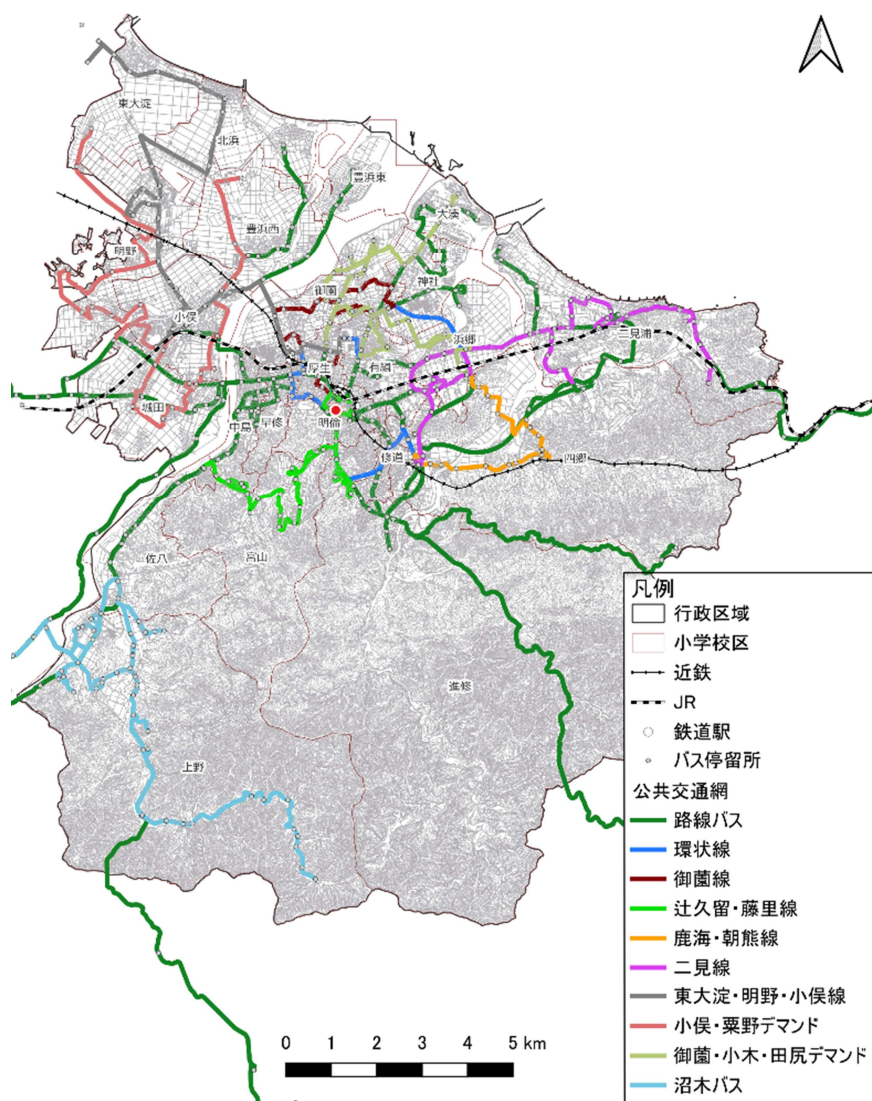 東大淀
北浜
豊浜東
豊浜西
大湊
明野
御薗
神社
小俣
浜郷
二見浦
厚生
有緝
城田
中島
早修
明倫
修道
四郷
佐八
宮山
進修
上野
凡例
行政区域
小学校区
近鉄
JR
鉄道駅
バス停留所
公共交通網
路線バス
環状線
御薗線
辻久留・藤里線
鹿海・朝熊線
二見線
東大淀・明野・小俣線
小俣・粟野デマンド
御薗・小木・田尻デマンド
沼木バス
0 1 2 3 4 5 km